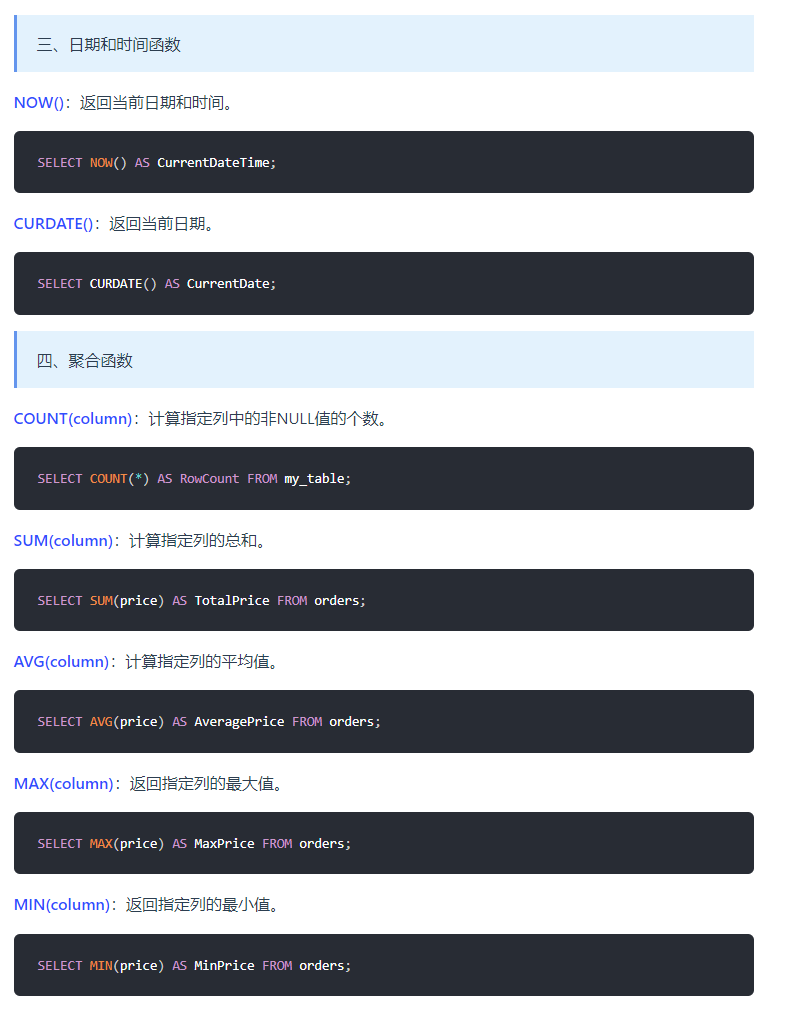 三、日期和时间函数
NOW()：返回当前日期和时间。
SELECT NOW() AS CurrentDateTime;
CURDATE()：返回当前日期。
SELECT CURDATE() AS CurrentDate;
四、聚合函数
COUNT(column)：计算指定列中的非NULL值的个数。
SELECT COUNT(*) AS RowCount FROM my_table;
SUM(column)：计算指定列的总和。
SELECT SUM(price) AS TotalPrice FROM orders;
AVG(column)：计算指定列的平均值。
SELECT AVG(price) AS AveragePrice FROM orders;
MAX(column)：返回指定列的最大值。
SELECT MAX(price) AS MaxPrice FROM orders;
MIN(column)：返回指定列的最小值。
SELECT MIN(price) AS MinPrice FROM orders;